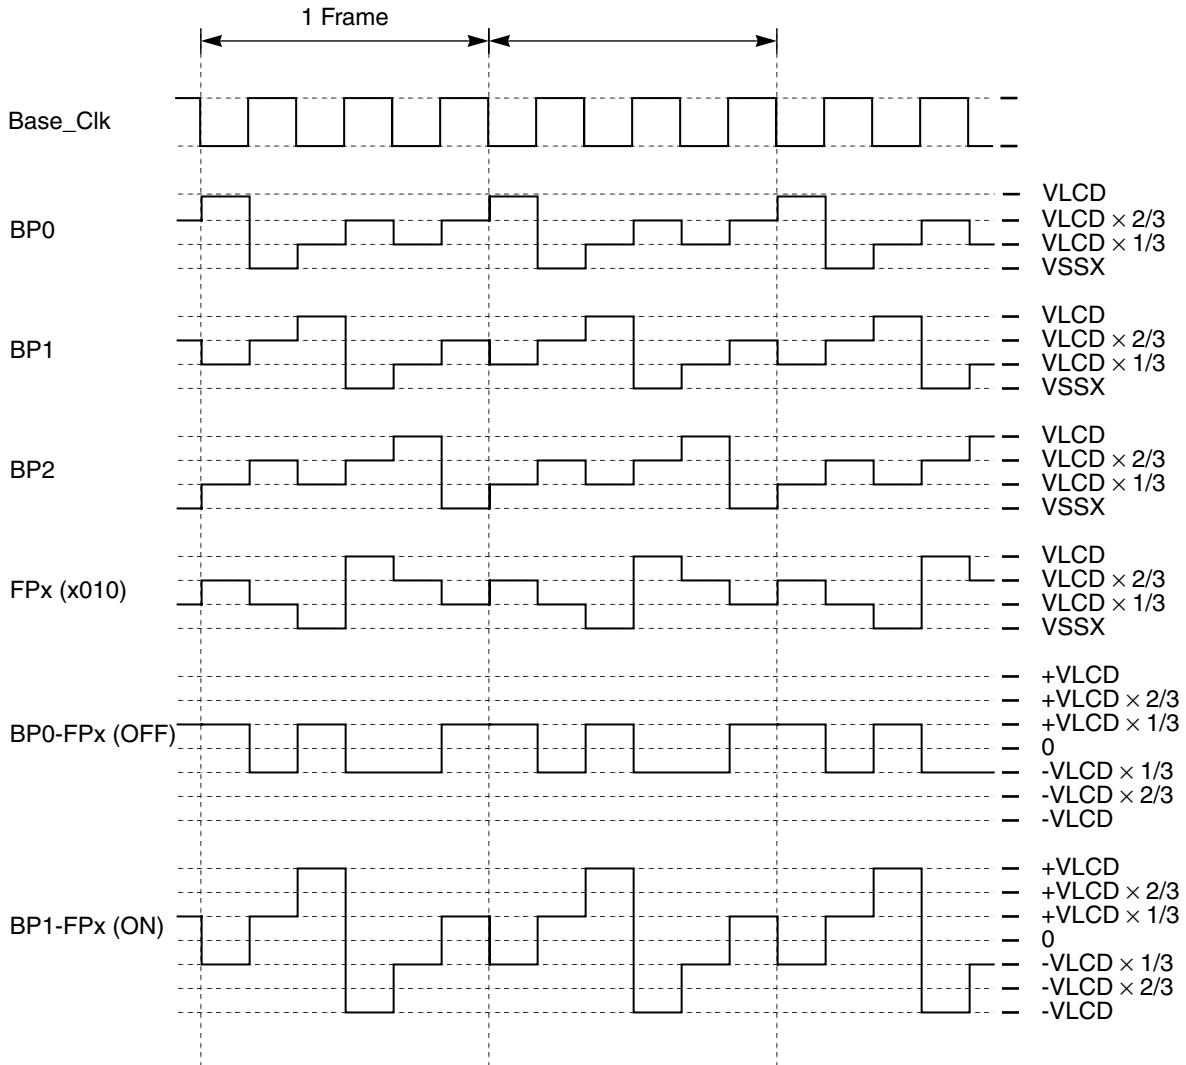 1 Frame
Base_Clk
BP0
VLCD
VLCD × 2/3
VLCD × 1/3
VSSX
BP1
VLCD
VLCD × 2/3
VLCD × 1/3
VSSX
BP2
VLCD
VLCD × 2/3
VLCD × 1/3
VSSX
FPx (x010)
VLCD
VLCD × 2/3
VLCD × 1/3
VSSX
BP0-FPx (OFF)
+VLCD
+VLCD × 2/3
+VLCD × 1/3
0
-VLCD × 1/3
-VLCD × 2/3
-VLCD
BP1-FPx (ON)
+VLCD
+VLCD × 2/3
+VLCD × 1/3
0
-VLCD × 1/3
-VLCD × 2/3
-VLCD